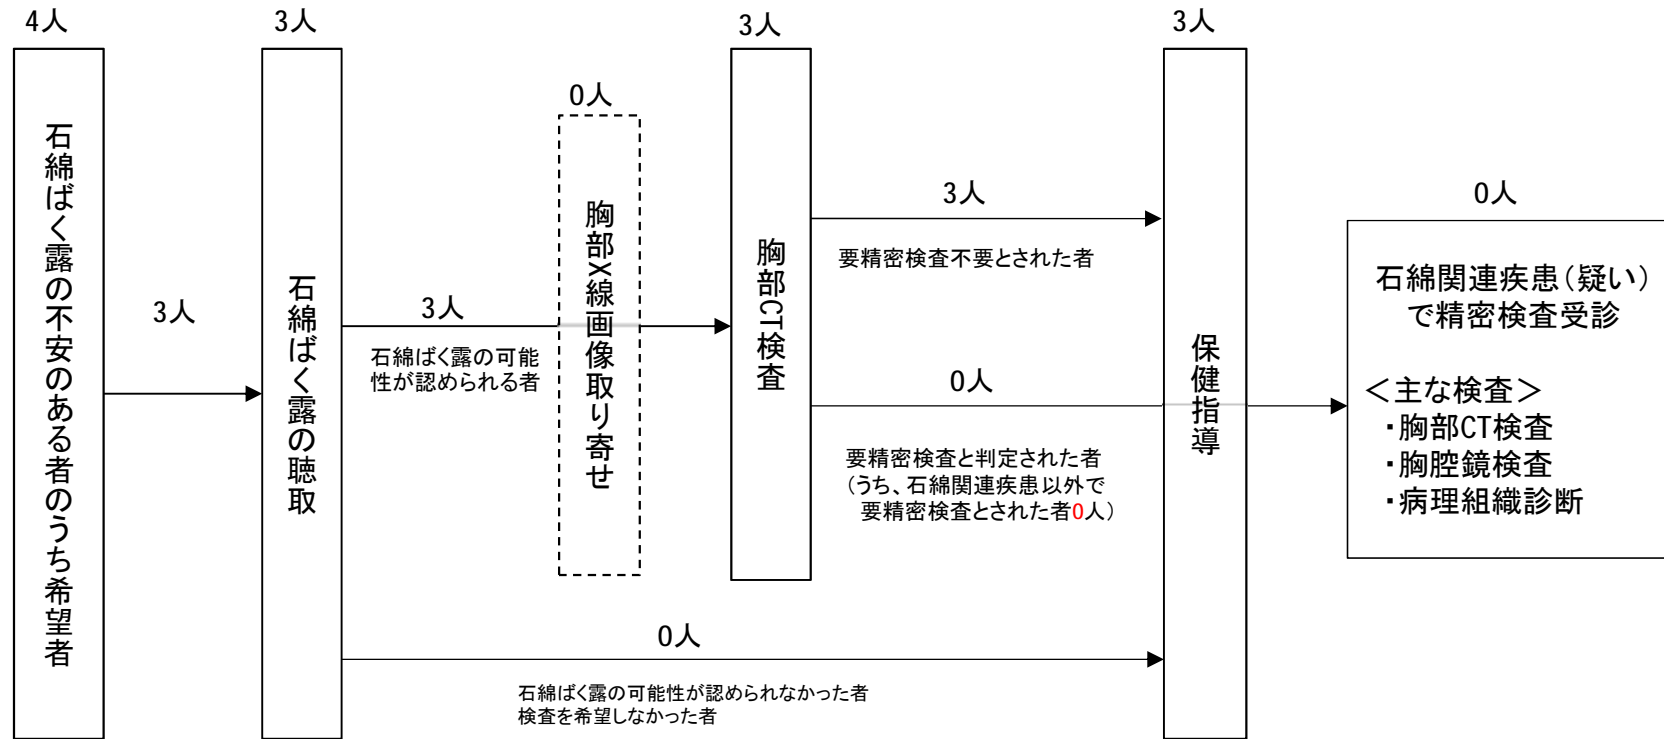 4人
石綿ばく露の不安のある者のうち希望者
3人
3人
石綿ばく露の聴取
3人
石綿ばく露の可能
性が認められる者
0人
胸部X線画像取り寄せ
3人
胸部CT検査
3人
要精密検査不要とされた者
0人
要精密検査と判定された者
(うち、石綿関連疾患以外で
要精密検査とされた者0人)
0人
石綿ばく露の可能性が認められなかった者
検査を希望しなかった者
3人
保健指導
0人
石綿関連疾患(疑い)
で精密検査受診
<主な検査>
・胸部CT検査
・胸腔鏡検査
・病理組織診断